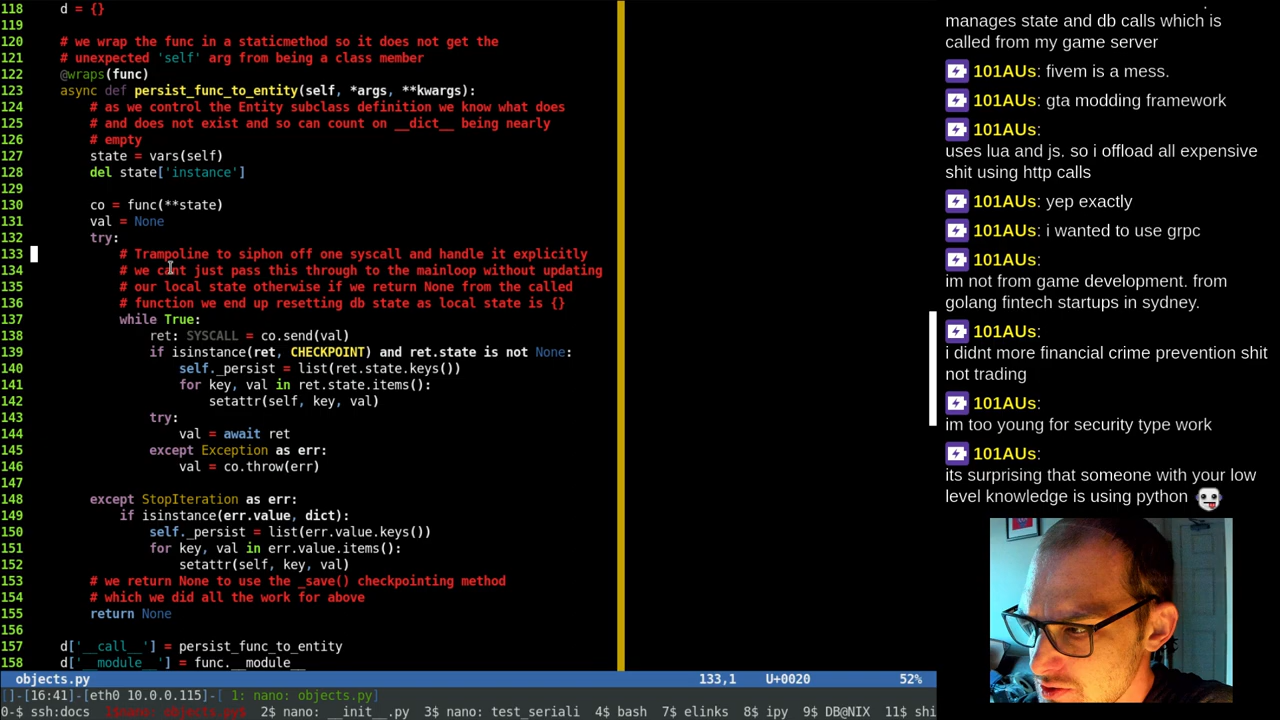 118    d = {}
119
120    # we wrap the func in a staticmethod so it does not get the
121    # unexpected 'self' arg from being a class member
122    @wraps(func)
123    async def persist_func_to_entity(self, *args, **kwargs):
124        # as we control the Entity subclass definition we know what does
125        # and does not exist and so can count on __dict__ being nearly
126        # empty
127        state = vars(self)
128        del state['instance']
129
130        co = func(**state)
131        val = None
132        try:
133            # Trampoline to siphon off one syscall and handle it explicitly
134            # we cant just pass this through to the mainloop without updating
135            # our local state otherwise if we return None from the called
136            # function we end up resetting db state as local state is {}
137            while True:
138                ret: SYSCALL = co.send(val)
139                if isinstance(ret, CHECKPOINT) and ret.state is not None:
140                    self._persist = list(ret.state.keys())
141                    for key, val in ret.state.items():
142                        setattr(self, key, val)
143                try:
144                    val = await ret
145                except Exception as err:
146                    val = co.throw(err)
147
148        except StopIteration as err:
149            if isinstance(err.value, dict):
150                self._persist = list(err.value.keys())
151                for key, val in err.value.items():
152                    setattr(self, key, val)
153        # we return None to use the _save() checkpointing method
154        # which we did all the work for above
155        return None
156
157    d['__call__'] = persist_func_to_entity
158    d['__module__'] = func.__module__
objects.py 133,1 U+0020 52%
[]-[16:41]-[eth0 10.0.0.115]-[ 1: nano: objects.py]
0-$ ssh:docs 1$nano: objects.py$ 2$ nano: __init__.py 3$ nano: test_seriali 4$ bash 7$ elinks 8$ ipy 9$ DB@NIX 11$ shi
manages state and db calls which is
called from my game server
101AUs: fivem is a mess.
101AUs: gta modding framework
101AUs:
uses lua and js. so i offload all expensive
shit using http calls
101AUs: yep exactly
101AUs: i wanted to use grpc
101AUs:
im not from game development. from
golang fintech startups in sydney.
101AUs:
i didnt more financial crime prevention shit
not trading
101AUs:
im too young for security type work
101AUs:
its surprising that someone with your low
level knowledge is using python